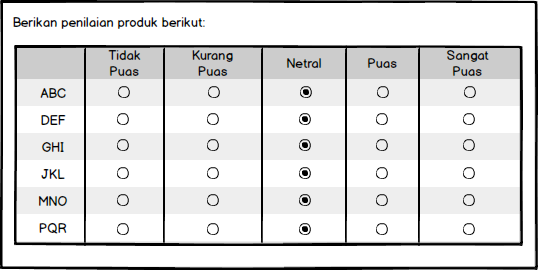 Berikan penilaian produk berikut:
Tidak Puas Kurang Puas Netral Puas Sangat Puas
ABC
DEF
GHI
JKL
MNO
PQR